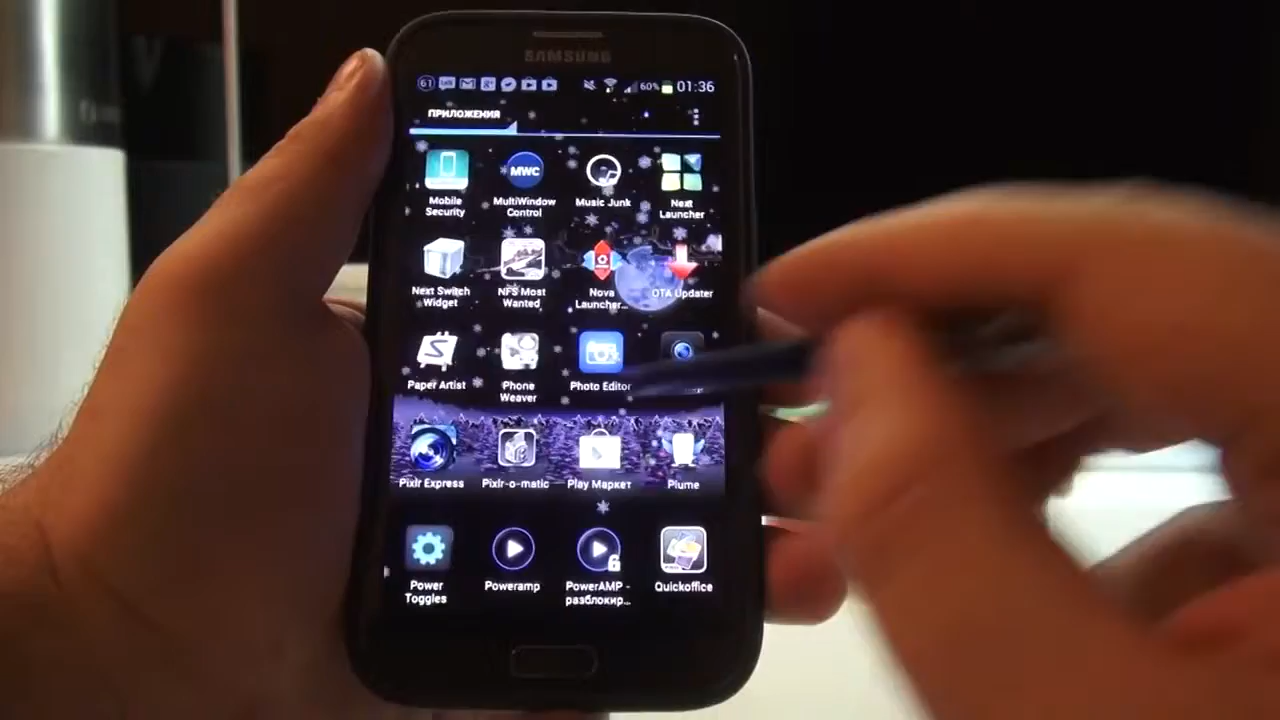 SAMSUNG
61 talk 60% 01:36
ПРИЛОЖЕНИЯ
Mobile
Security
MultiWindow
Control
Music Junk
Next
Launcher
MWC
Next Switch
Widget
NFS Most
Wanted
Nova
Launcher...
OTA Updater
Paper Artist
Phone
Weaver
Photo Editor
Pixlr Express
Pixlr-o-matic
Play Маркет
Plume
Power
Toggles
Poweramp
PowerAMP -
разблокир...
Quickoffice